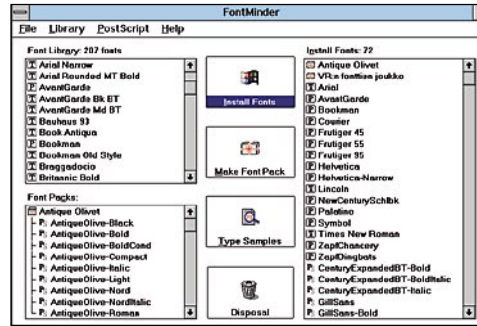 FontMinder
File Library PostScript Help
Font Library: 207 fonts
Arial Narrow
Arial Rounded MT Bold
AvantGarde
AvantGarde Bk BT
AvantGarde Md BT
Bauhaus 93
Book Antiqua
Bookman
Bookman Old Style
Braggadocio
Britannic Bold
Font Packs:
Antique Olivet
AntiqueOlive-Black
AntiqueOlive-Bold
AntiqueOlive-BoldCond
AntiqueOlive-Compact
AntiqueOlive-Italic
AntiqueOlive-Light
AntiqueOlive-Nord
AntiqueOlive-NordItalic
AntiqueOlive-Roman
Install Fonts
Make Font Pack
Type Samples
Disposal
Install Fonts: 72
Antique Olivet
VR:n fonttien joukko
Arial
AvantGarde
Bookman
Courier
Frutiger 45
Frutiger 55
Frutiger 95
Helvetica
Helvetica-Narrow
Lincoln
NewCenturySchlbk
Palatino
Symbol
Times New Roman
ZapfChancery
ZapfDingbats
CenturyExpandedBT-Bold
CenturyExpandedBT-BoldItalic
CenturyExpandedBT-Italic
GillSans
GillSans-Bold